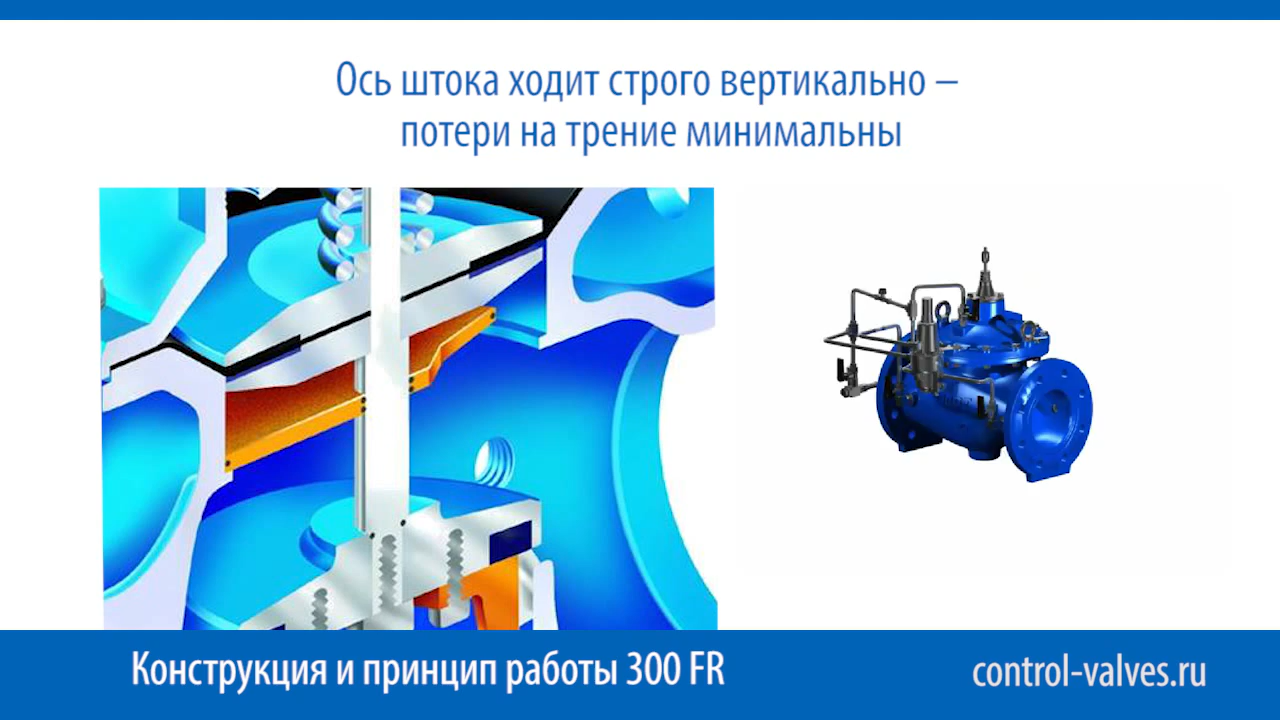 Ось штока ходит строго вертикально –
потери на трение минимальны
Конструкция и принцип работы 300 FR
control-valves.ru